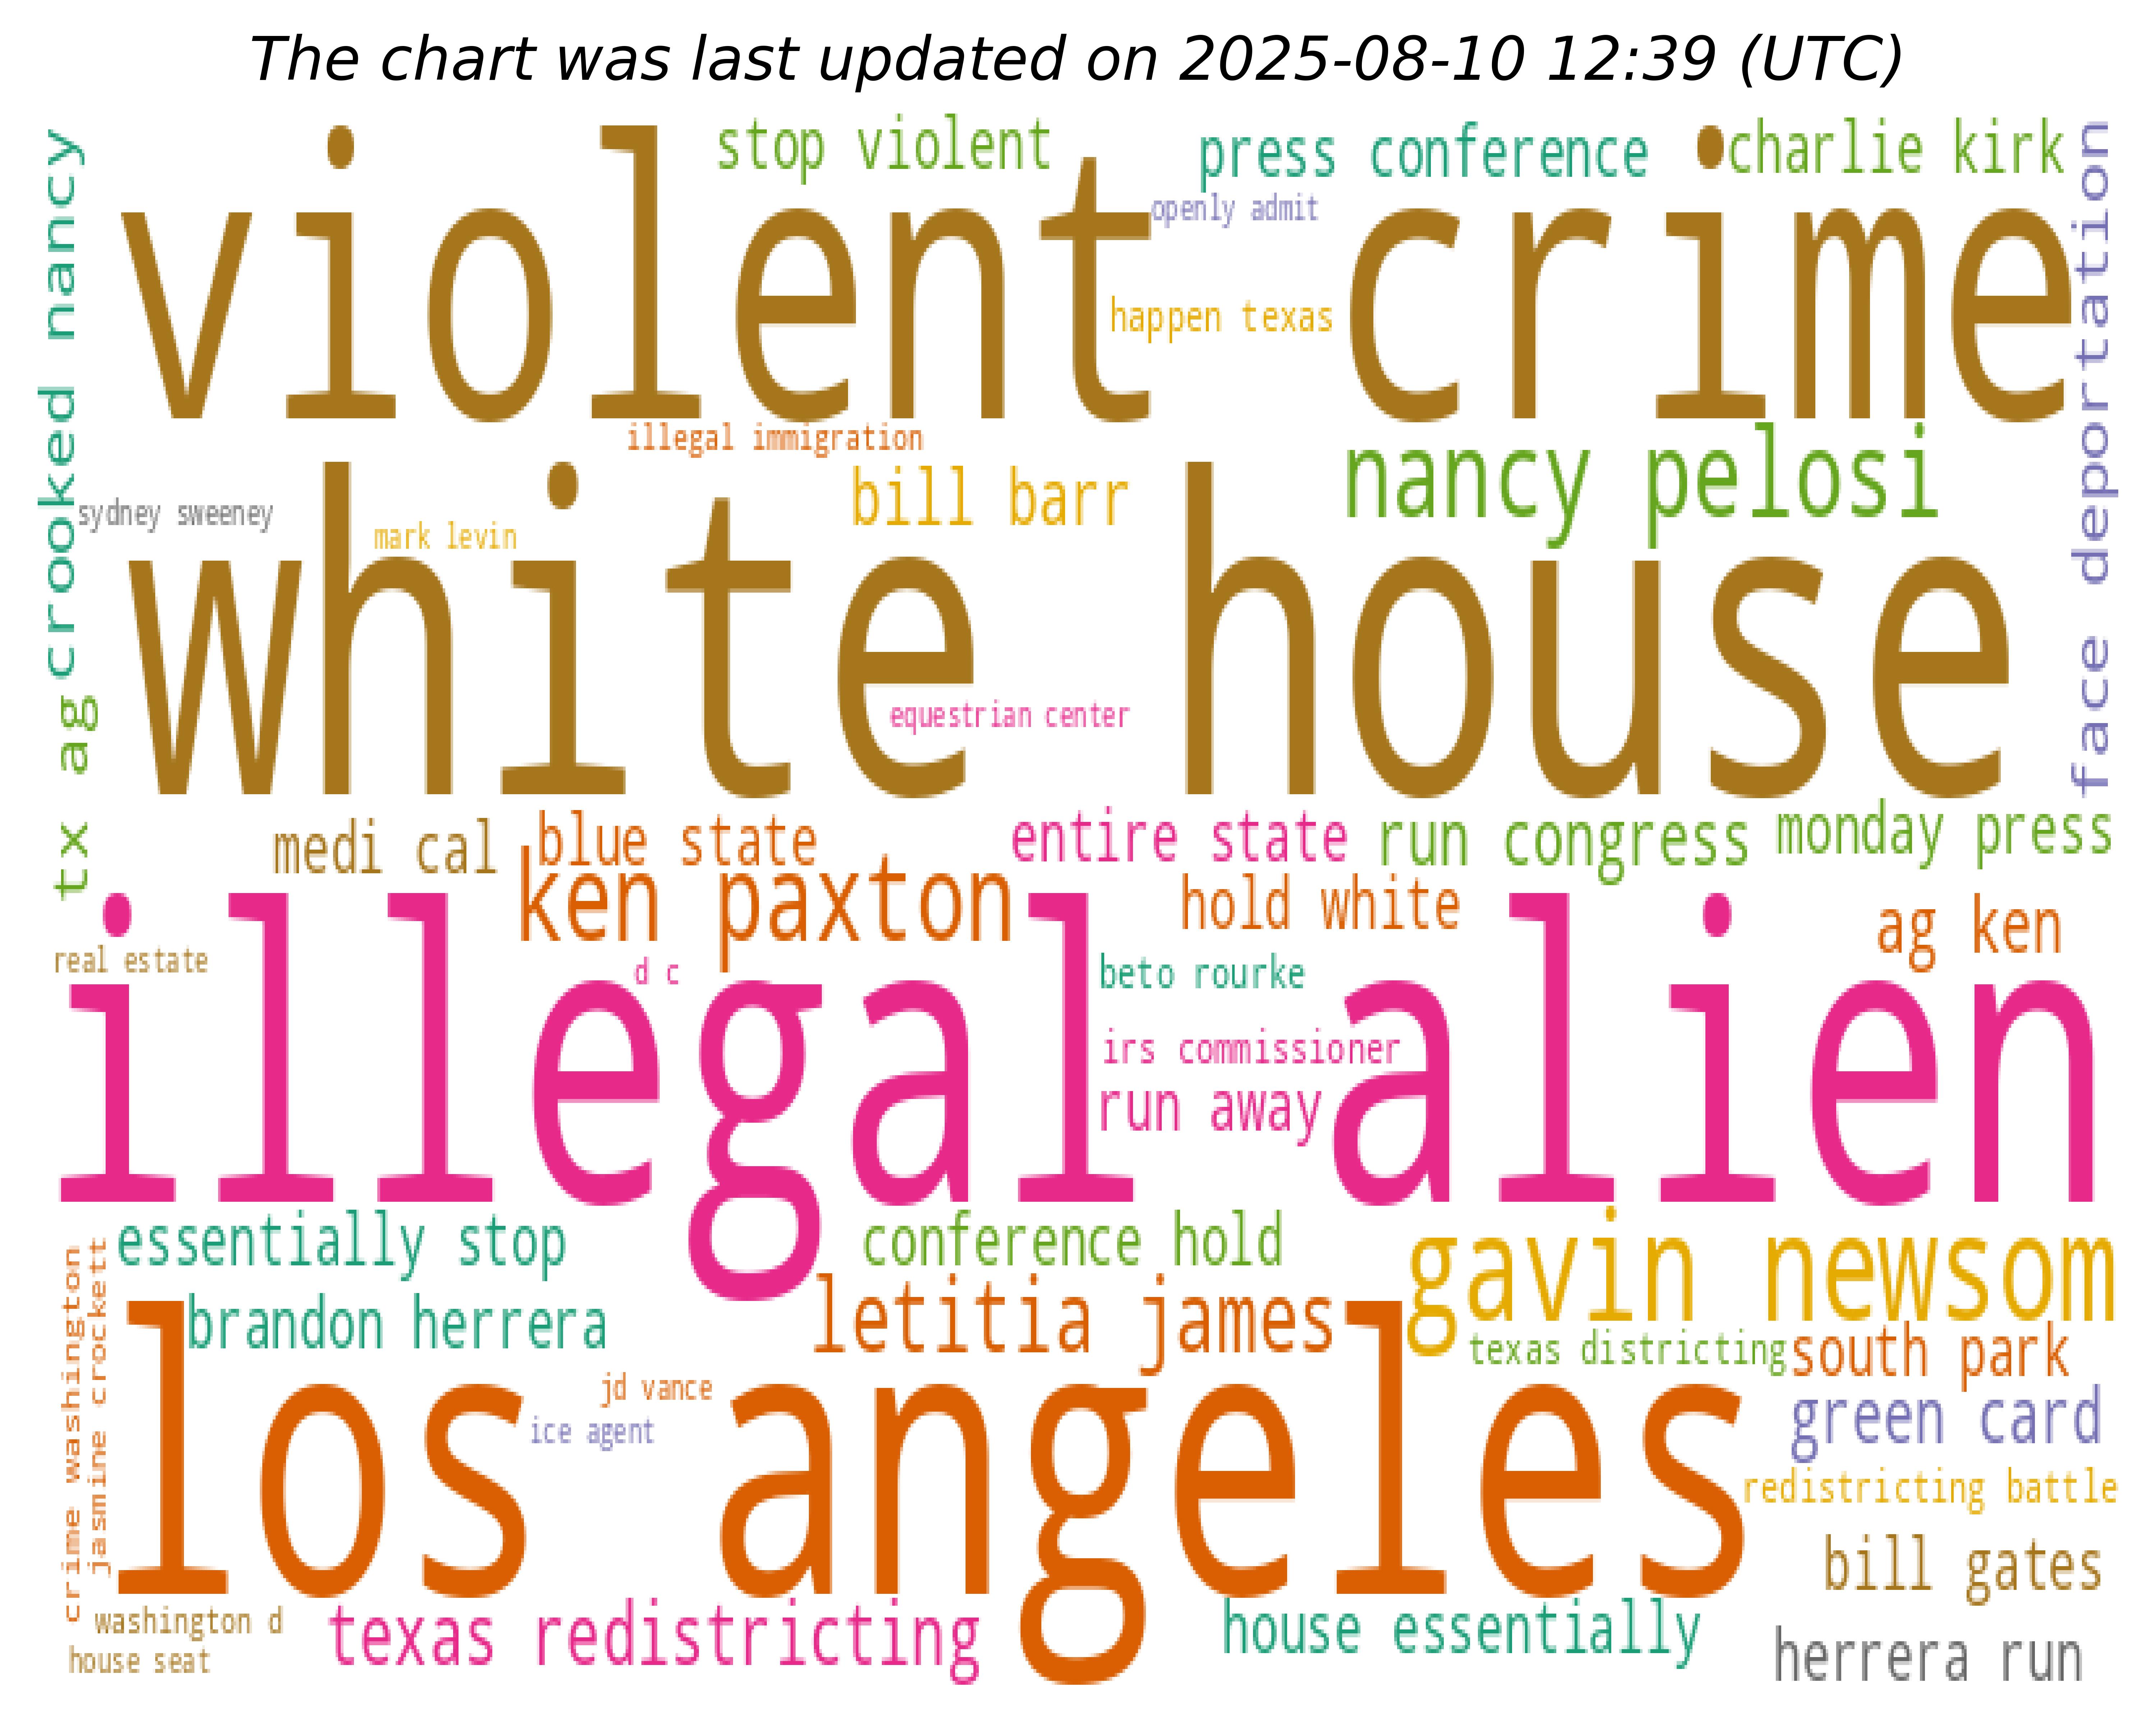 The chart was last updated on 2025-08-10 12:39 (UTC)
crooked nancy
stop violent
press conference
charlie kirk
face deportation
violent crime
openly admit
happen texas
illegal immigration
nancy pelosi
bill barr
sydney sweeney
mark levin
white house
equestrian center
tx ag
medi cal
blue state
entire state
run congress
monday press
ken paxton
hold white
ag ken
real estate
d c
beto rourke
illegal alien
irs commissioner
run away
essentially stop
conference hold
gavin newsom
crime washington
jasmine crockett
brandon herrera
letitia james
texas districting
south park
los angeles
jd vance
ice agent
green card
redistricting battle
bill gates
washington d
texas redistricting
house essentially
house seat
herrera run